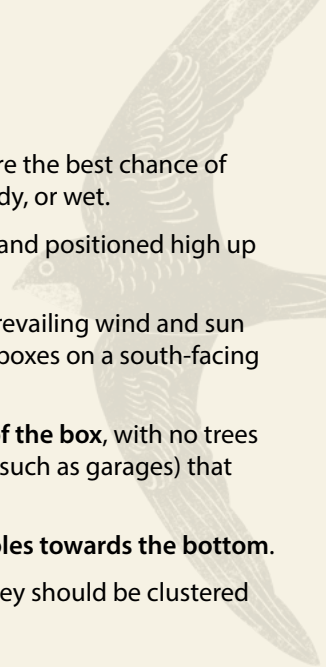 the best chance of
dy, or wet.
and positioned high up
revailing wind and sun
boxes on a south-facing
f the box, with no trees
(such as garages) that
les towards the bottom.
ey should be clustered